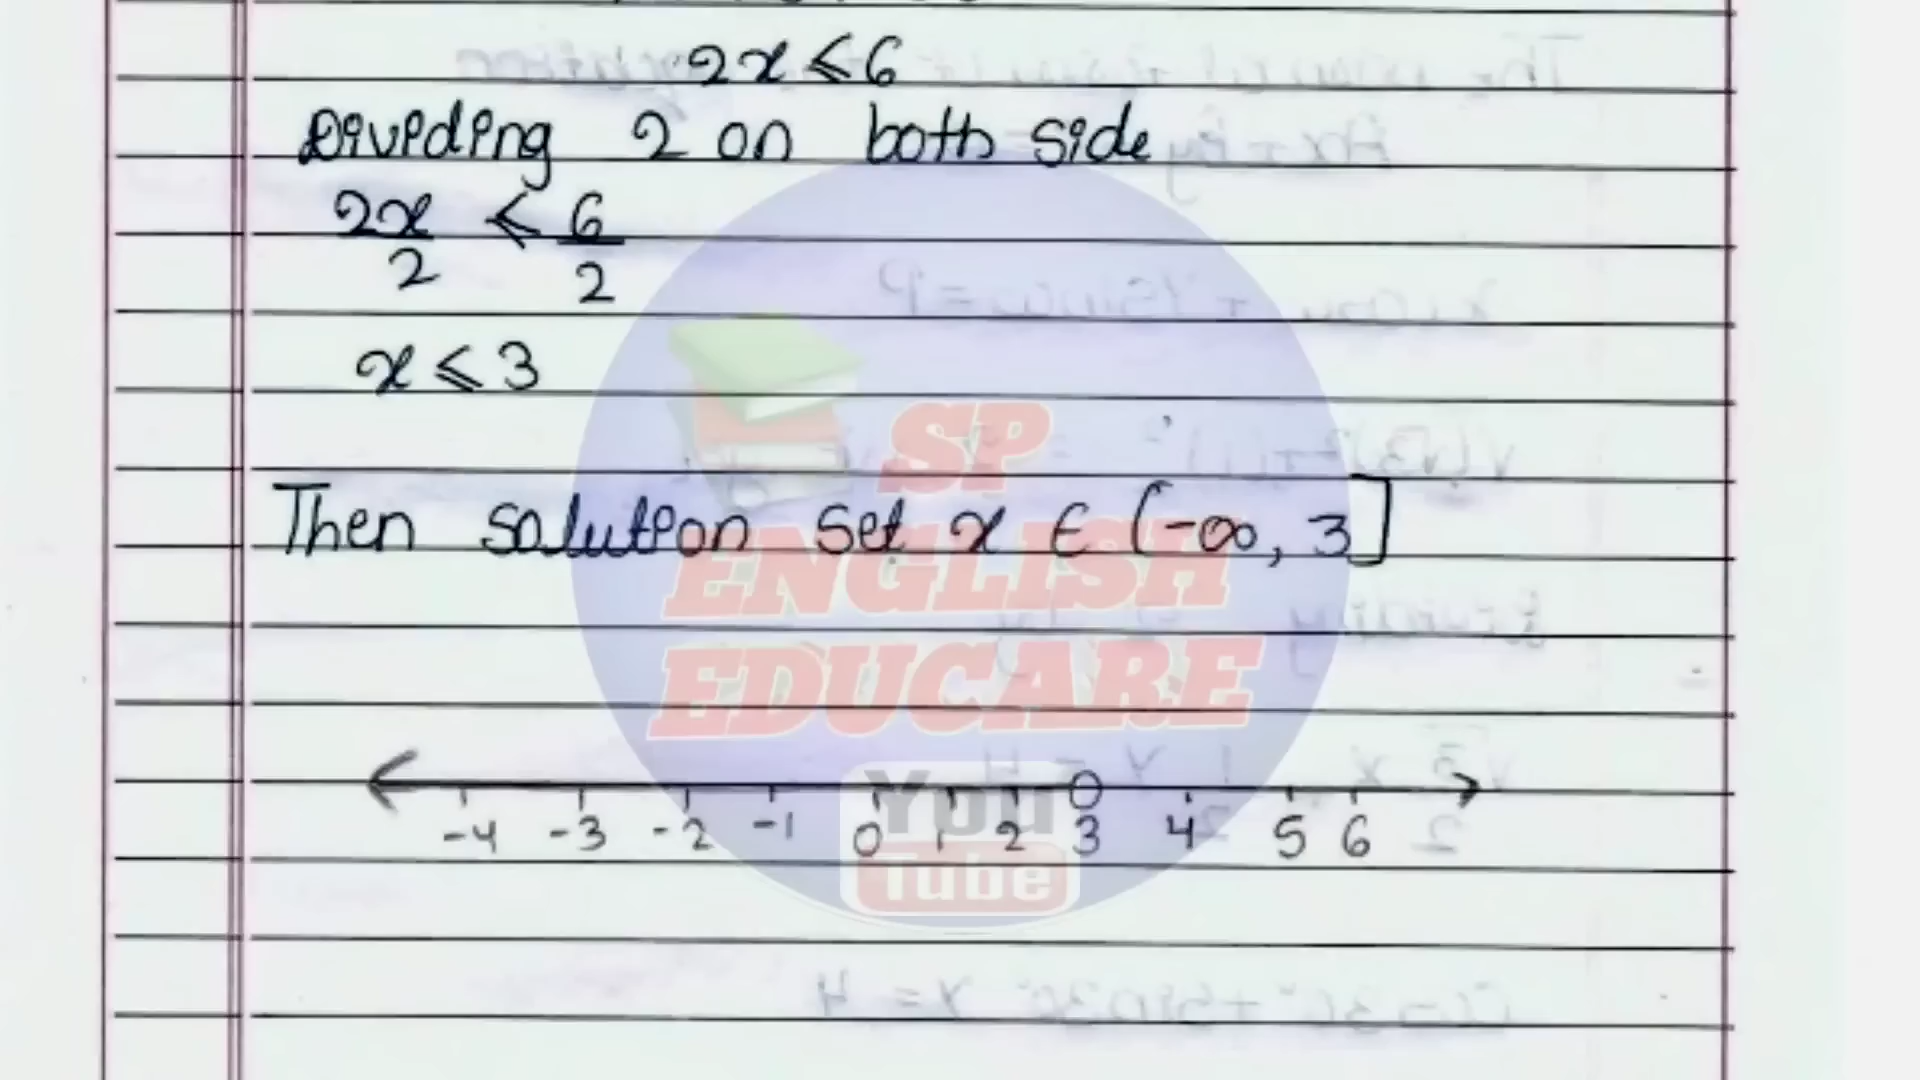 2x ⩽ 6
Dividing 2 on both side
2x/2 ⩽ 6/2
x ⩽ 3
Then solution set x ∈ (-∞, 3]
SP
ENGLISH
EDUCARE
-4 -3 -2 -1 0 1 2 3 4 5 6
You
Tube